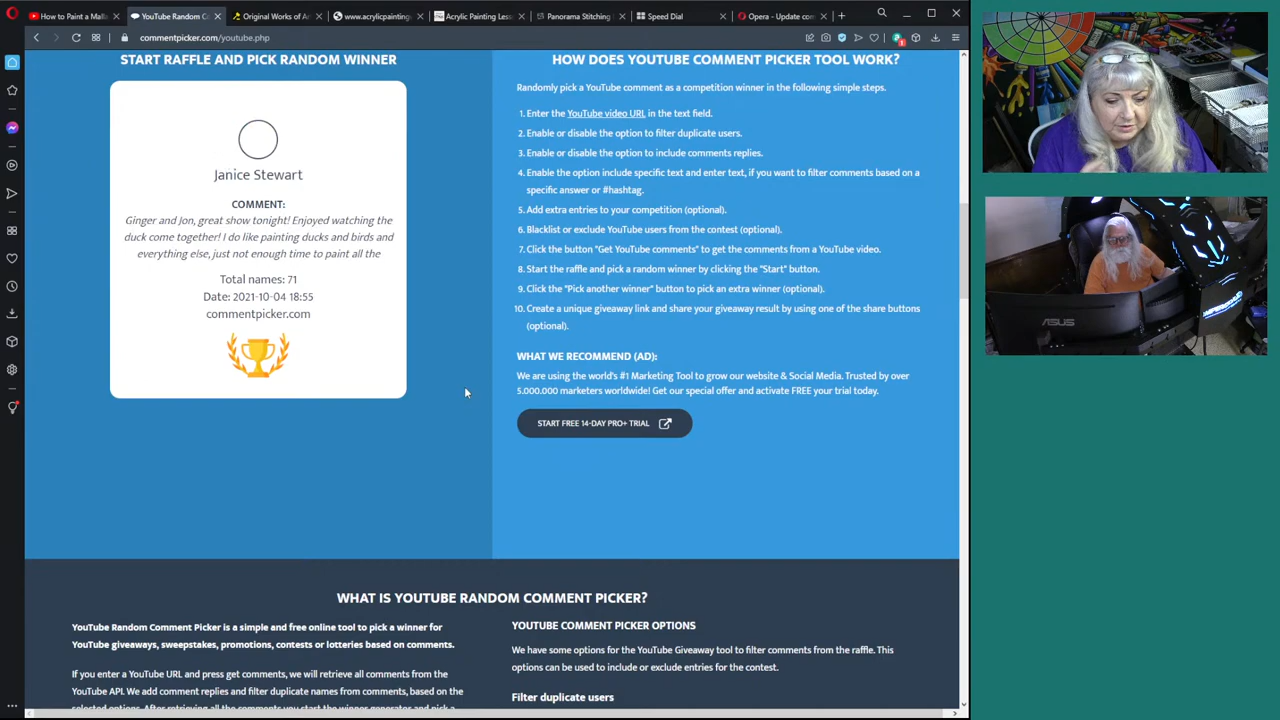 How to Paint a Malla
YouTube Random Co
Original Works of A
www.acrylicpainting
Acrylic Painting Less
Panorama Stitching
Speed Dial
Opera - Update com
commentpicker.com/youtube.php
START RAFFLE AND PICK RANDOM WINNER
Janice Stewart
COMMENT:
Ginger and Jon, great show tonight! Enjoyed watching the
duck come together! I do like painting ducks and birds and
everything else, just not enough time to paint all the
Total names: 71
Date: 2021-10-04 18:55
commentpicker.com
HOW DOES YOUTUBE COMMENT PICKER TOOL WORK?
Randomly pick a YouTube comment as a competition winner in the following simple steps.
1. Enter the YouTube video URL in the text field.
2. Enable or disable the option to filter duplicate users.
3. Enable or disable the option to include comments replies.
4. Enable the option include specific text and enter text, if you want to filter comments based on a
specific answer or #hashtag.
5. Add extra entries to your competition (optional).
6. Blacklist or exclude YouTube users from the contest (optional).
7. Click the button "Get YouTube comments" to get the comments from a YouTube video.
8. Start the raffle and pick a random winner by clicking the "Start" button.
9. Click the "Pick another winner" button to pick an extra winner (optional).
10. Create a unique giveaway link and share your giveaway result by using one of the share buttons
(optional).
WHAT WE RECOMMEND (AD):
We are using the world's #1 Marketing Tool to grow our website & Social Media. Trusted by over
5.000.000 marketers worldwide! Get our special offer and activate FREE your trial today.
START FREE 14-DAY PRO+ TRIAL
WHAT IS YOUTUBE RANDOM COMMENT PICKER?
YouTube Random Comment Picker is a simple and free online tool to pick a winner for
YouTube giveaways, sweepstakes, promotions, contests or lotteries based on comments.
If you enter a YouTube URL and press get comments, we will retrieve all comments from the
YouTube API. We add comment replies and filter duplicate names from comments, based on the
selected options. After retrieving all the comments you start the winner generator and pick a
YOUTUBE COMMENT PICKER OPTIONS
We have some options for the YouTube Giveaway tool to filter comments from the raffle. This
options can be used to include or exclude entries for the contest.
Filter duplicate users
ASUS